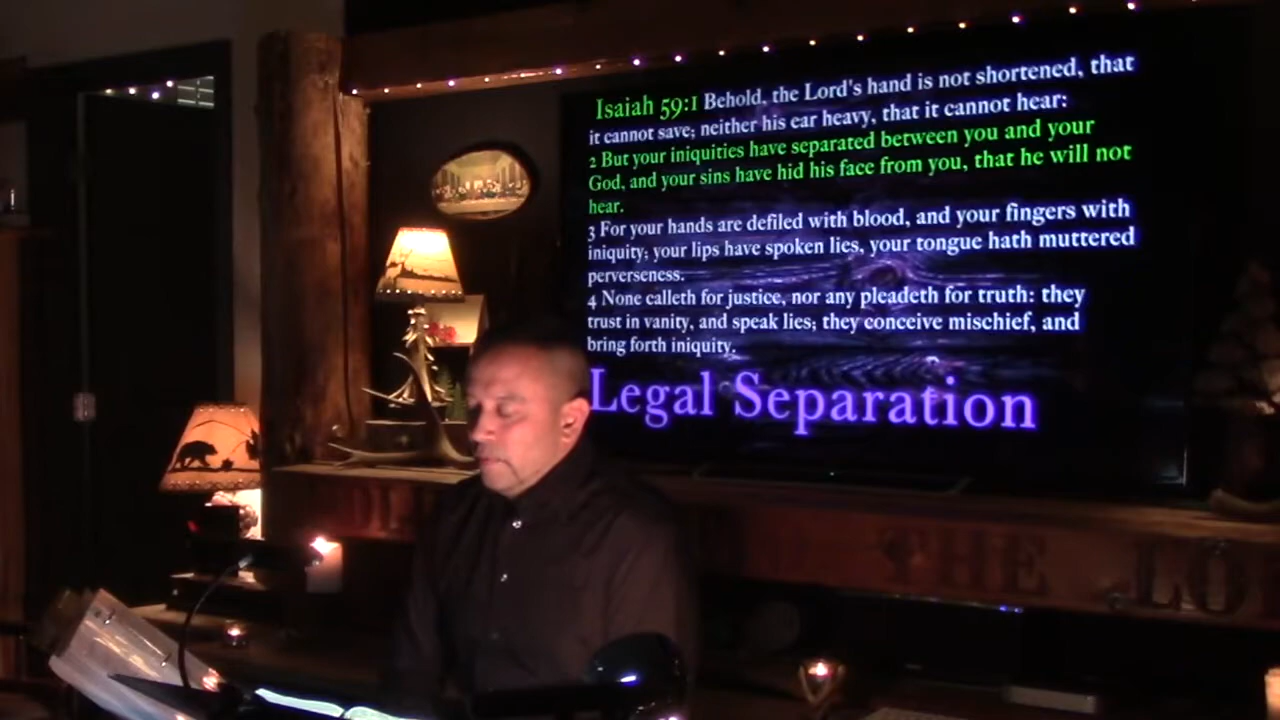 Isaiah 59:1 Behold, the Lord's hand is not shortened, that
it cannot save; neither his ear heavy, that it cannot hear:
2 But your iniquities have separated between you and your
God, and your sins have hid his face from you, that he will not
hear.
3 For your hands are defiled with blood, and your fingers with
iniquity; your lips have spoken lies, your tongue hath muttered
perverseness.
4 None calleth for justice, nor any pleadeth for truth: they
trust in vanity, and speak lies; they conceive mischief, and
bring forth iniquity.
Legal Separation
THE LO